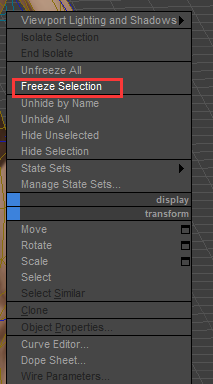 Viewport Lighting and Shadows
Isolate Selection
End Isolate
Unfreeze All
Freeze Selection
Unhide by Name
Unhide All
Hide Unselected
Hide Selection
State Sets
Manage State Sets...
display
transform
Move
Rotate
Scale
Select
Select Similar
Clone
Object Properties...
Curve Editor...
Dope Sheet...
Wire Parameters...